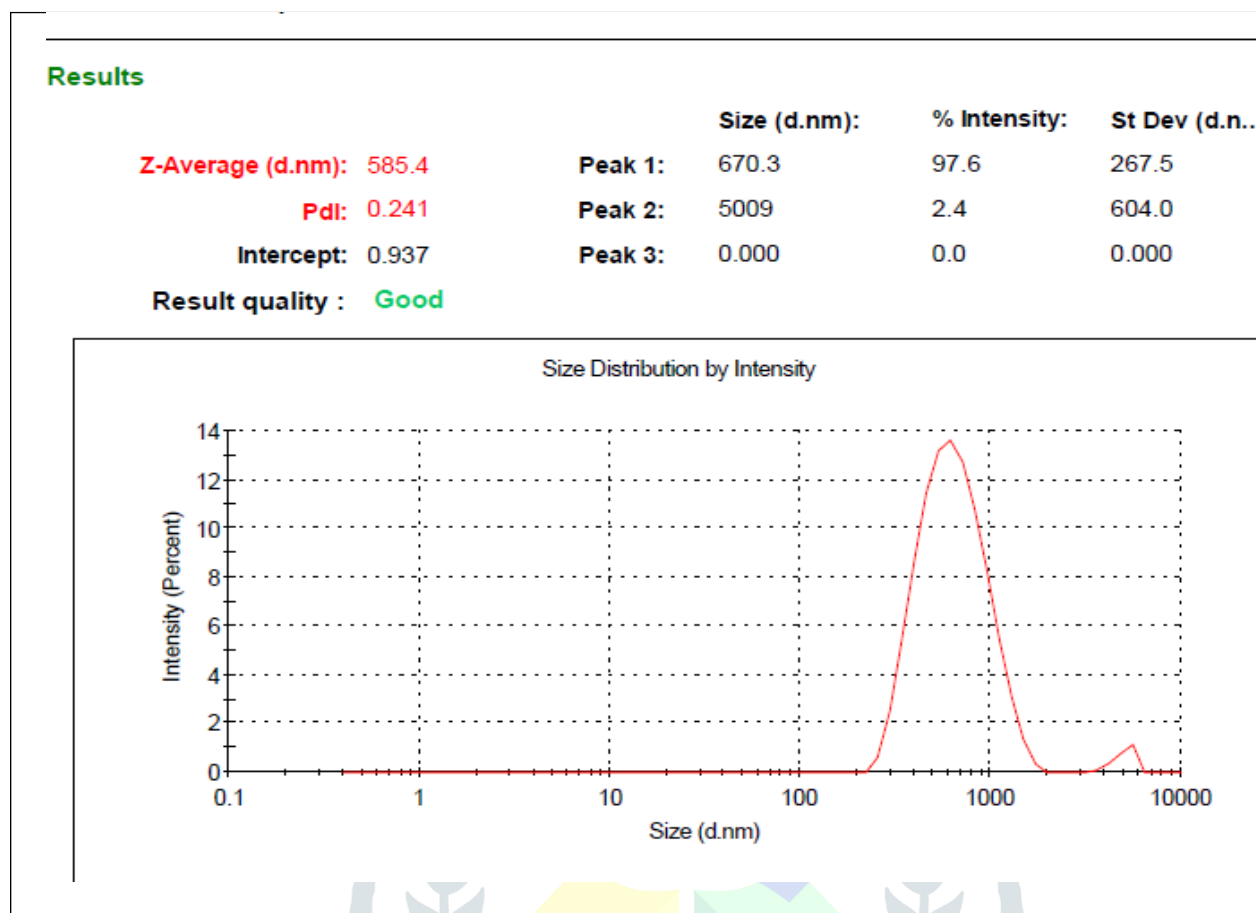 Results
Size (d.nm): % Intensity: St Dev (d.n...
Z-Average (d.nm): 585.4 Peak 1: 670.3 97.6 267.5
PdI: 0.241 Peak 2: 5009 2.4 604.0
Intercept: 0.937 Peak 3: 0.000 0.0 0.000
Result quality : Good
Size Distribution by Intensity
14
12
10
8
6
4
2
0
Intensity (Percent)
0.1 1 10 100 1000 10000
Size (d.nm)